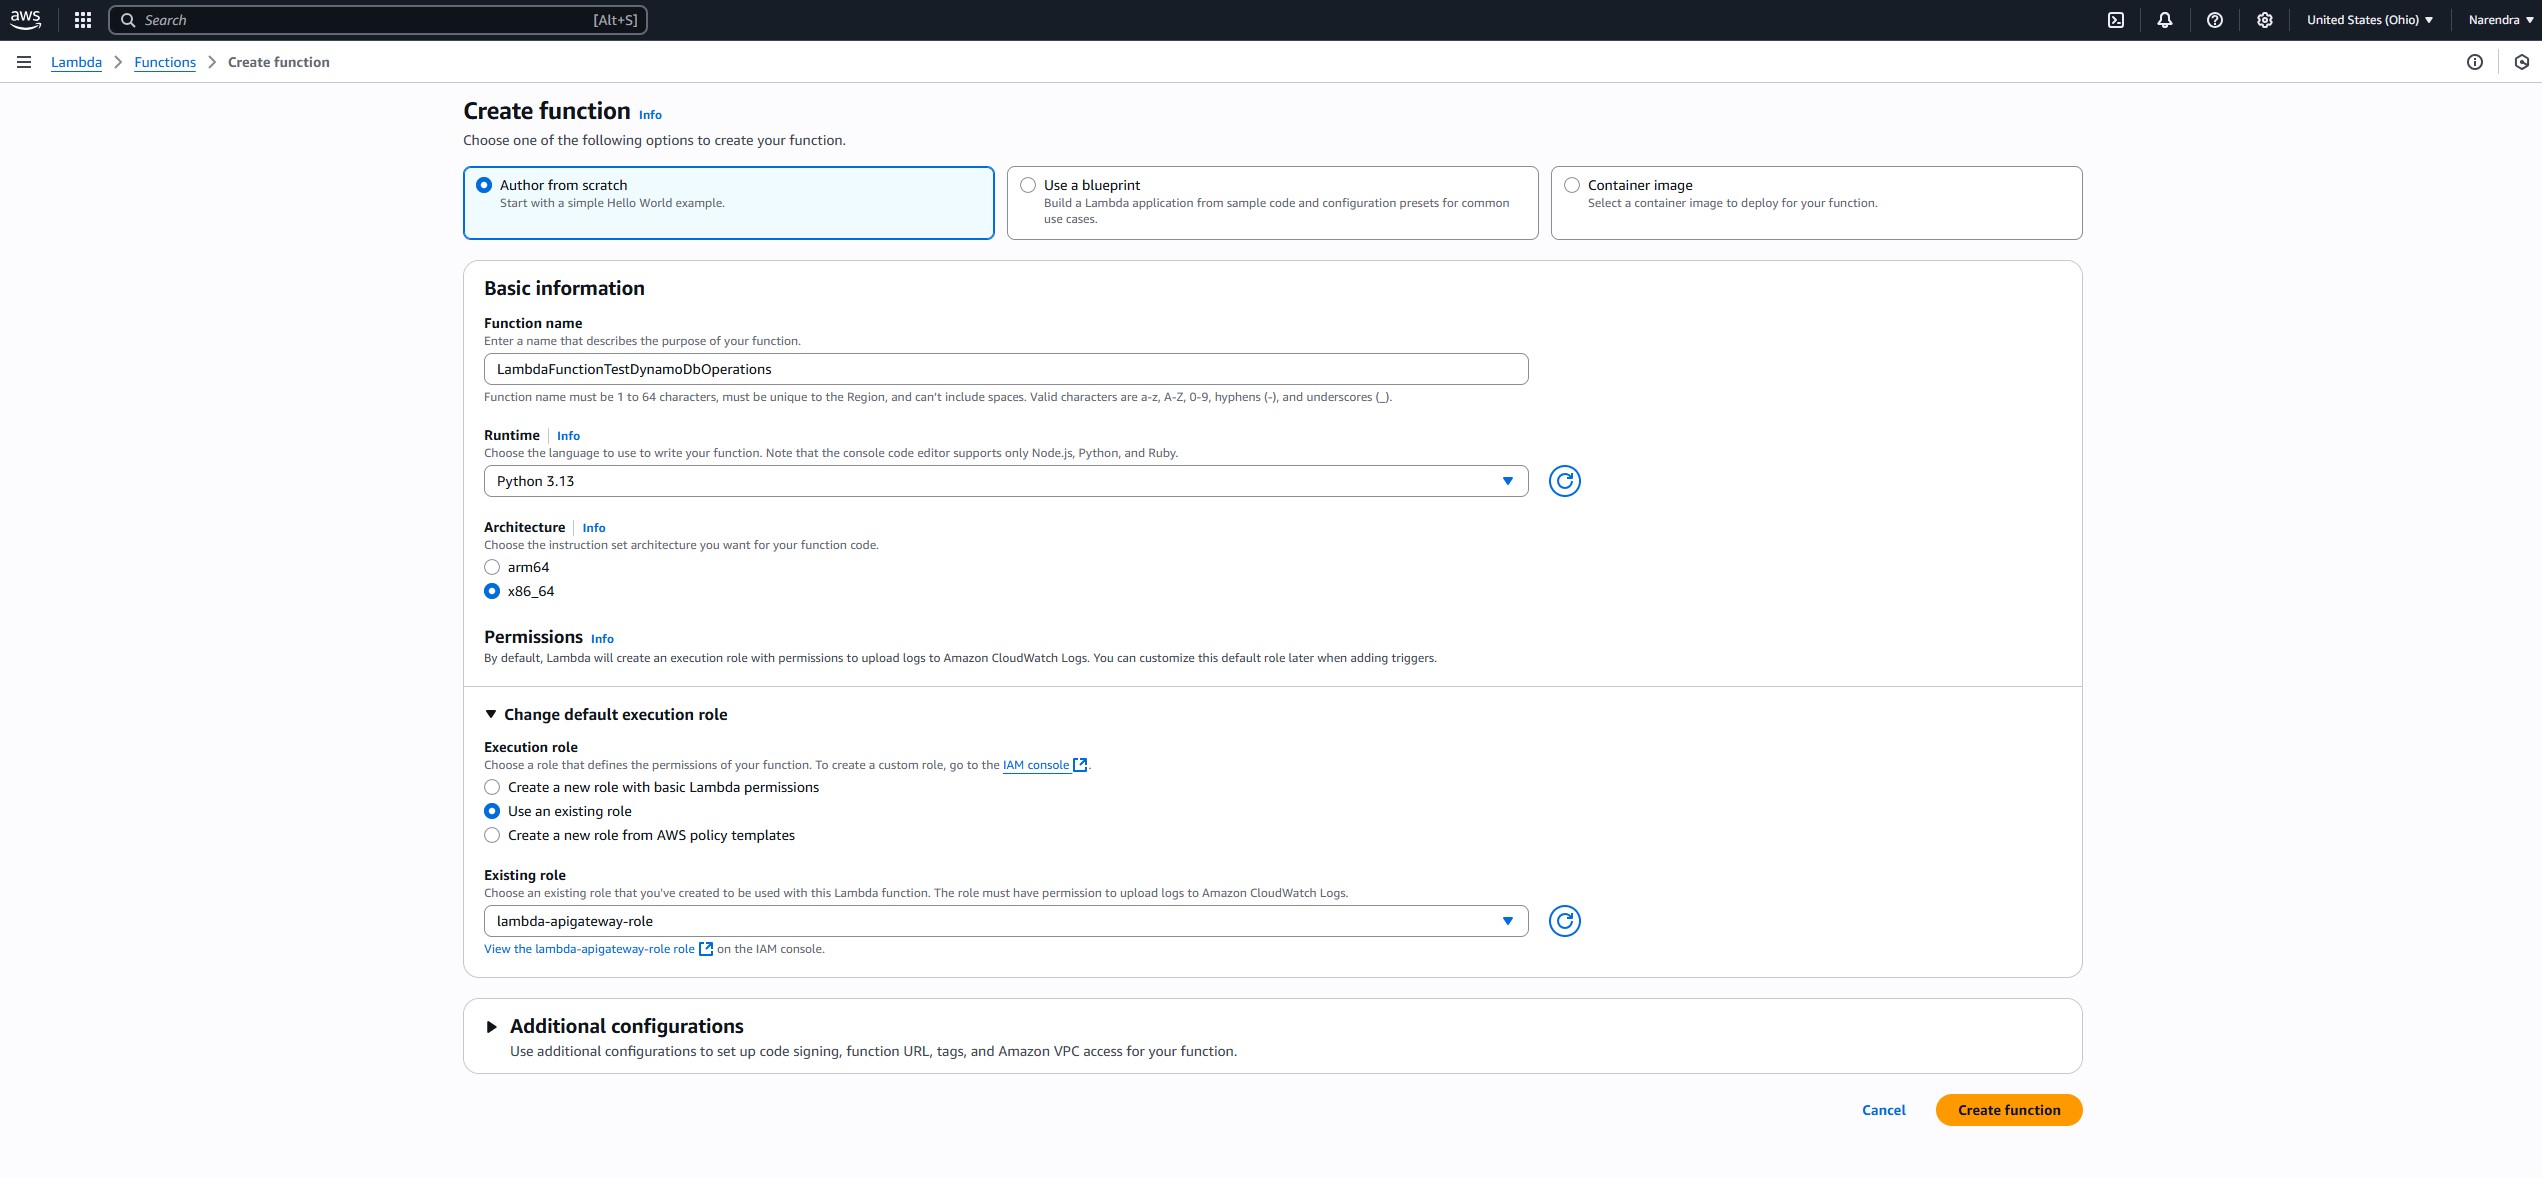 aws
Search [Alt+S] United States (Ohio) Narendra
Lambda Functions Create function
Create function Info
Choose one of the following options to create your function.
Author from scratch
Start with a simple Hello World example.
Use a blueprint
Build a Lambda application from sample code and configuration presets for common
use cases.
Container image
Select a container image to deploy for your function.
Basic information
Function name
Enter a name that describes the purpose of your function.
LambdaFunctionTestDynamoDbOperations
Function name must be 1 to 64 characters, must be unique to the Region, and can't include spaces. Valid characters are a-z, A-Z, 0-9, hyphens (-), and underscores (_).
Runtime Info
Choose the language to use to write your function. Note that the console code editor supports only Node.js, Python, and Ruby.
Python 3.13
Architecture Info
Choose the instruction set architecture you want for your function code.
arm64
x86_64
Permissions Info
By default, Lambda will create an execution role with permissions to upload logs to Amazon CloudWatch Logs. You can customize this default role later when adding triggers.
Change default execution role
Execution role
Choose a role that defines the permissions of your function. To create a custom role, go to the IAM console.
Create a new role with basic Lambda permissions
Use an existing role
Create a new role from AWS policy templates
Existing role
Choose an existing role that you've created to be used with this Lambda function. The role must have permission to upload logs to Amazon CloudWatch Logs.
lambda-apigateway-role
View the lambda-apigateway-role role on the IAM console.
Additional configurations
Use additional configurations to set up code signing, function URL, tags, and Amazon VPC access for your function.
Cancel Create function